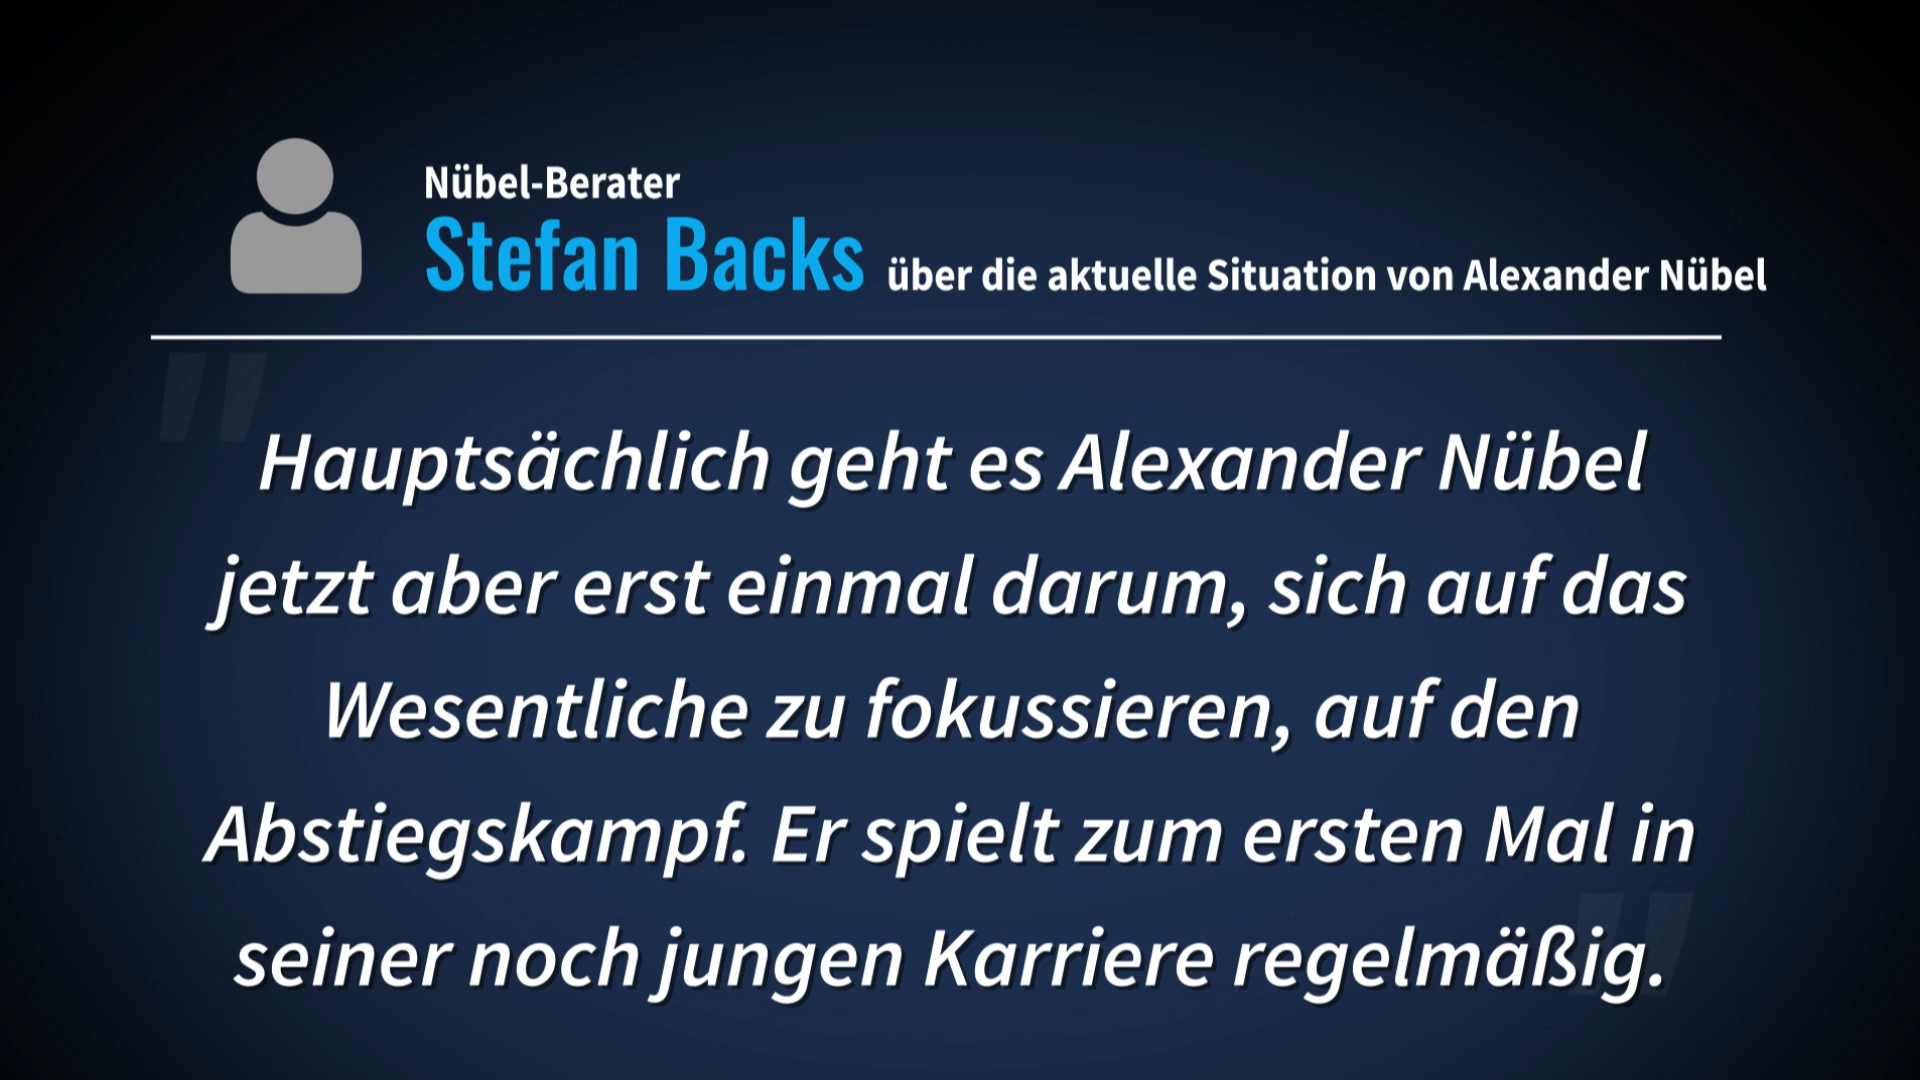 Nübel-Berater
Stefan Backs über die aktuelle Situation von Alexander Nübel
"Hauptsächlich geht es Alexander Nübel
jetzt aber erst einmal darum, sich auf das
Wesentliche zu fokussieren, auf den
Abstiegskampf. Er spielt zum ersten Mal in
seiner noch jungen Karriere regelmäßig."